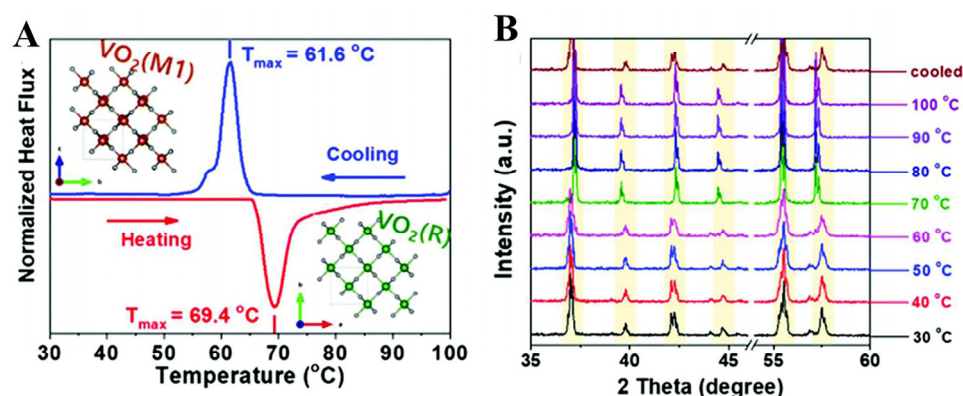 A
Normalized Heat Flux
VO2(M1)
Tmax = 61.6 °C
Cooling
Heating
VO2(R)
Tmax = 69.4 °C
30 40 50 60 70 80 90 100
Temperature (°C)
B
Intensity (a.u.)
cooled
100 °C
90 °C
80 °C
70 °C
60 °C
50 °C
40 °C
30 °C
35 40 45 55 60
2 Theta (degree)